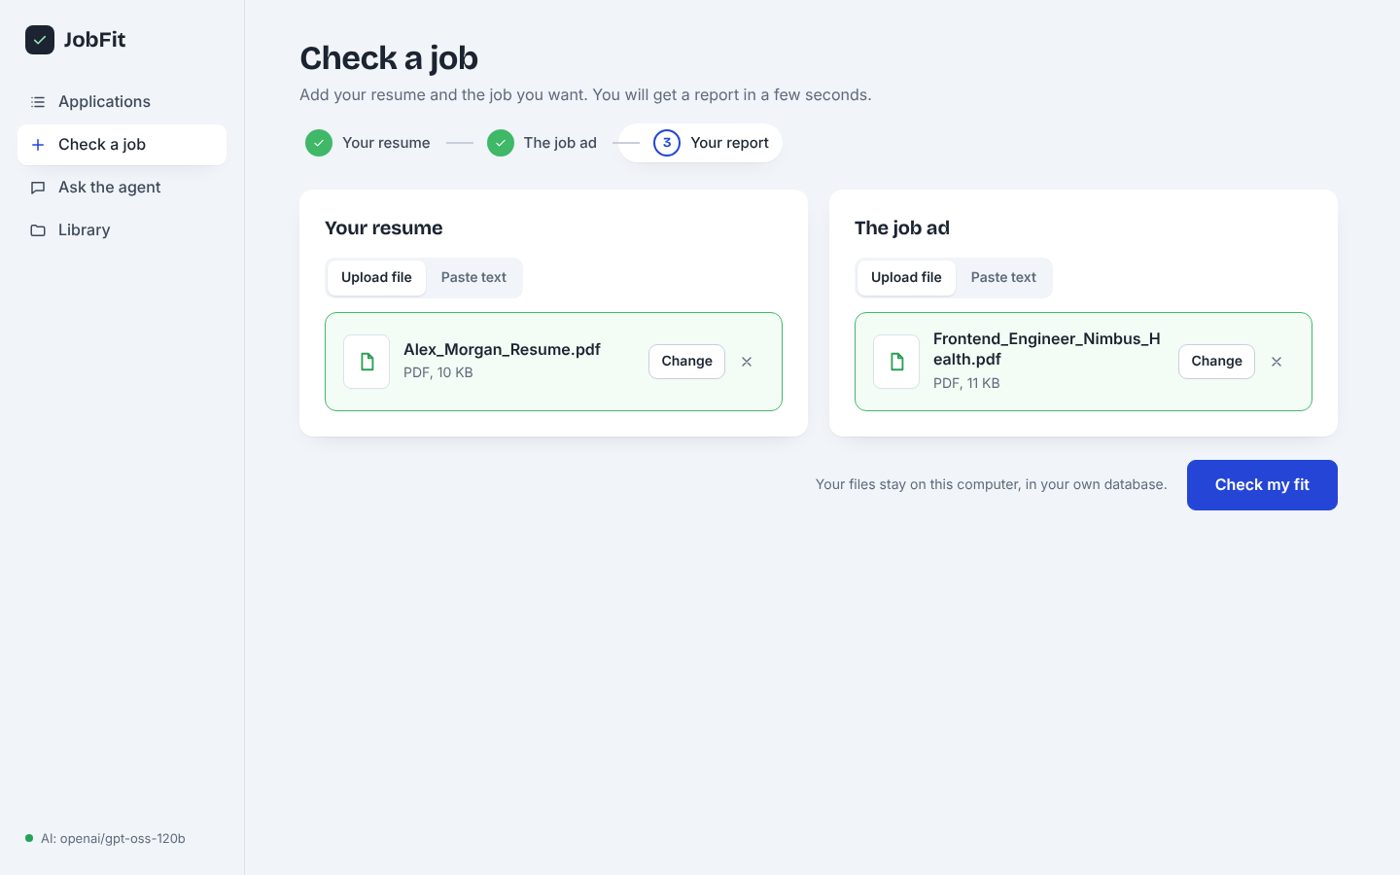 JobFit
Applications
Check a job
Ask the agent
Library
AI: openai/gpt-oss-120b
Check a job
Add your resume and the job you want. You will get a report in a few seconds.
Your resume
The job ad
3 Your report
Your resume
Upload file
Paste text
Alex_Morgan_Resume.pdf
PDF, 10 KB
Change
The job ad
Upload file
Paste text
Frontend_Engineer_Nimbus_H
ealth.pdf
PDF, 11 KB
Change
Your files stay on this computer, in your own database.
Check my fit